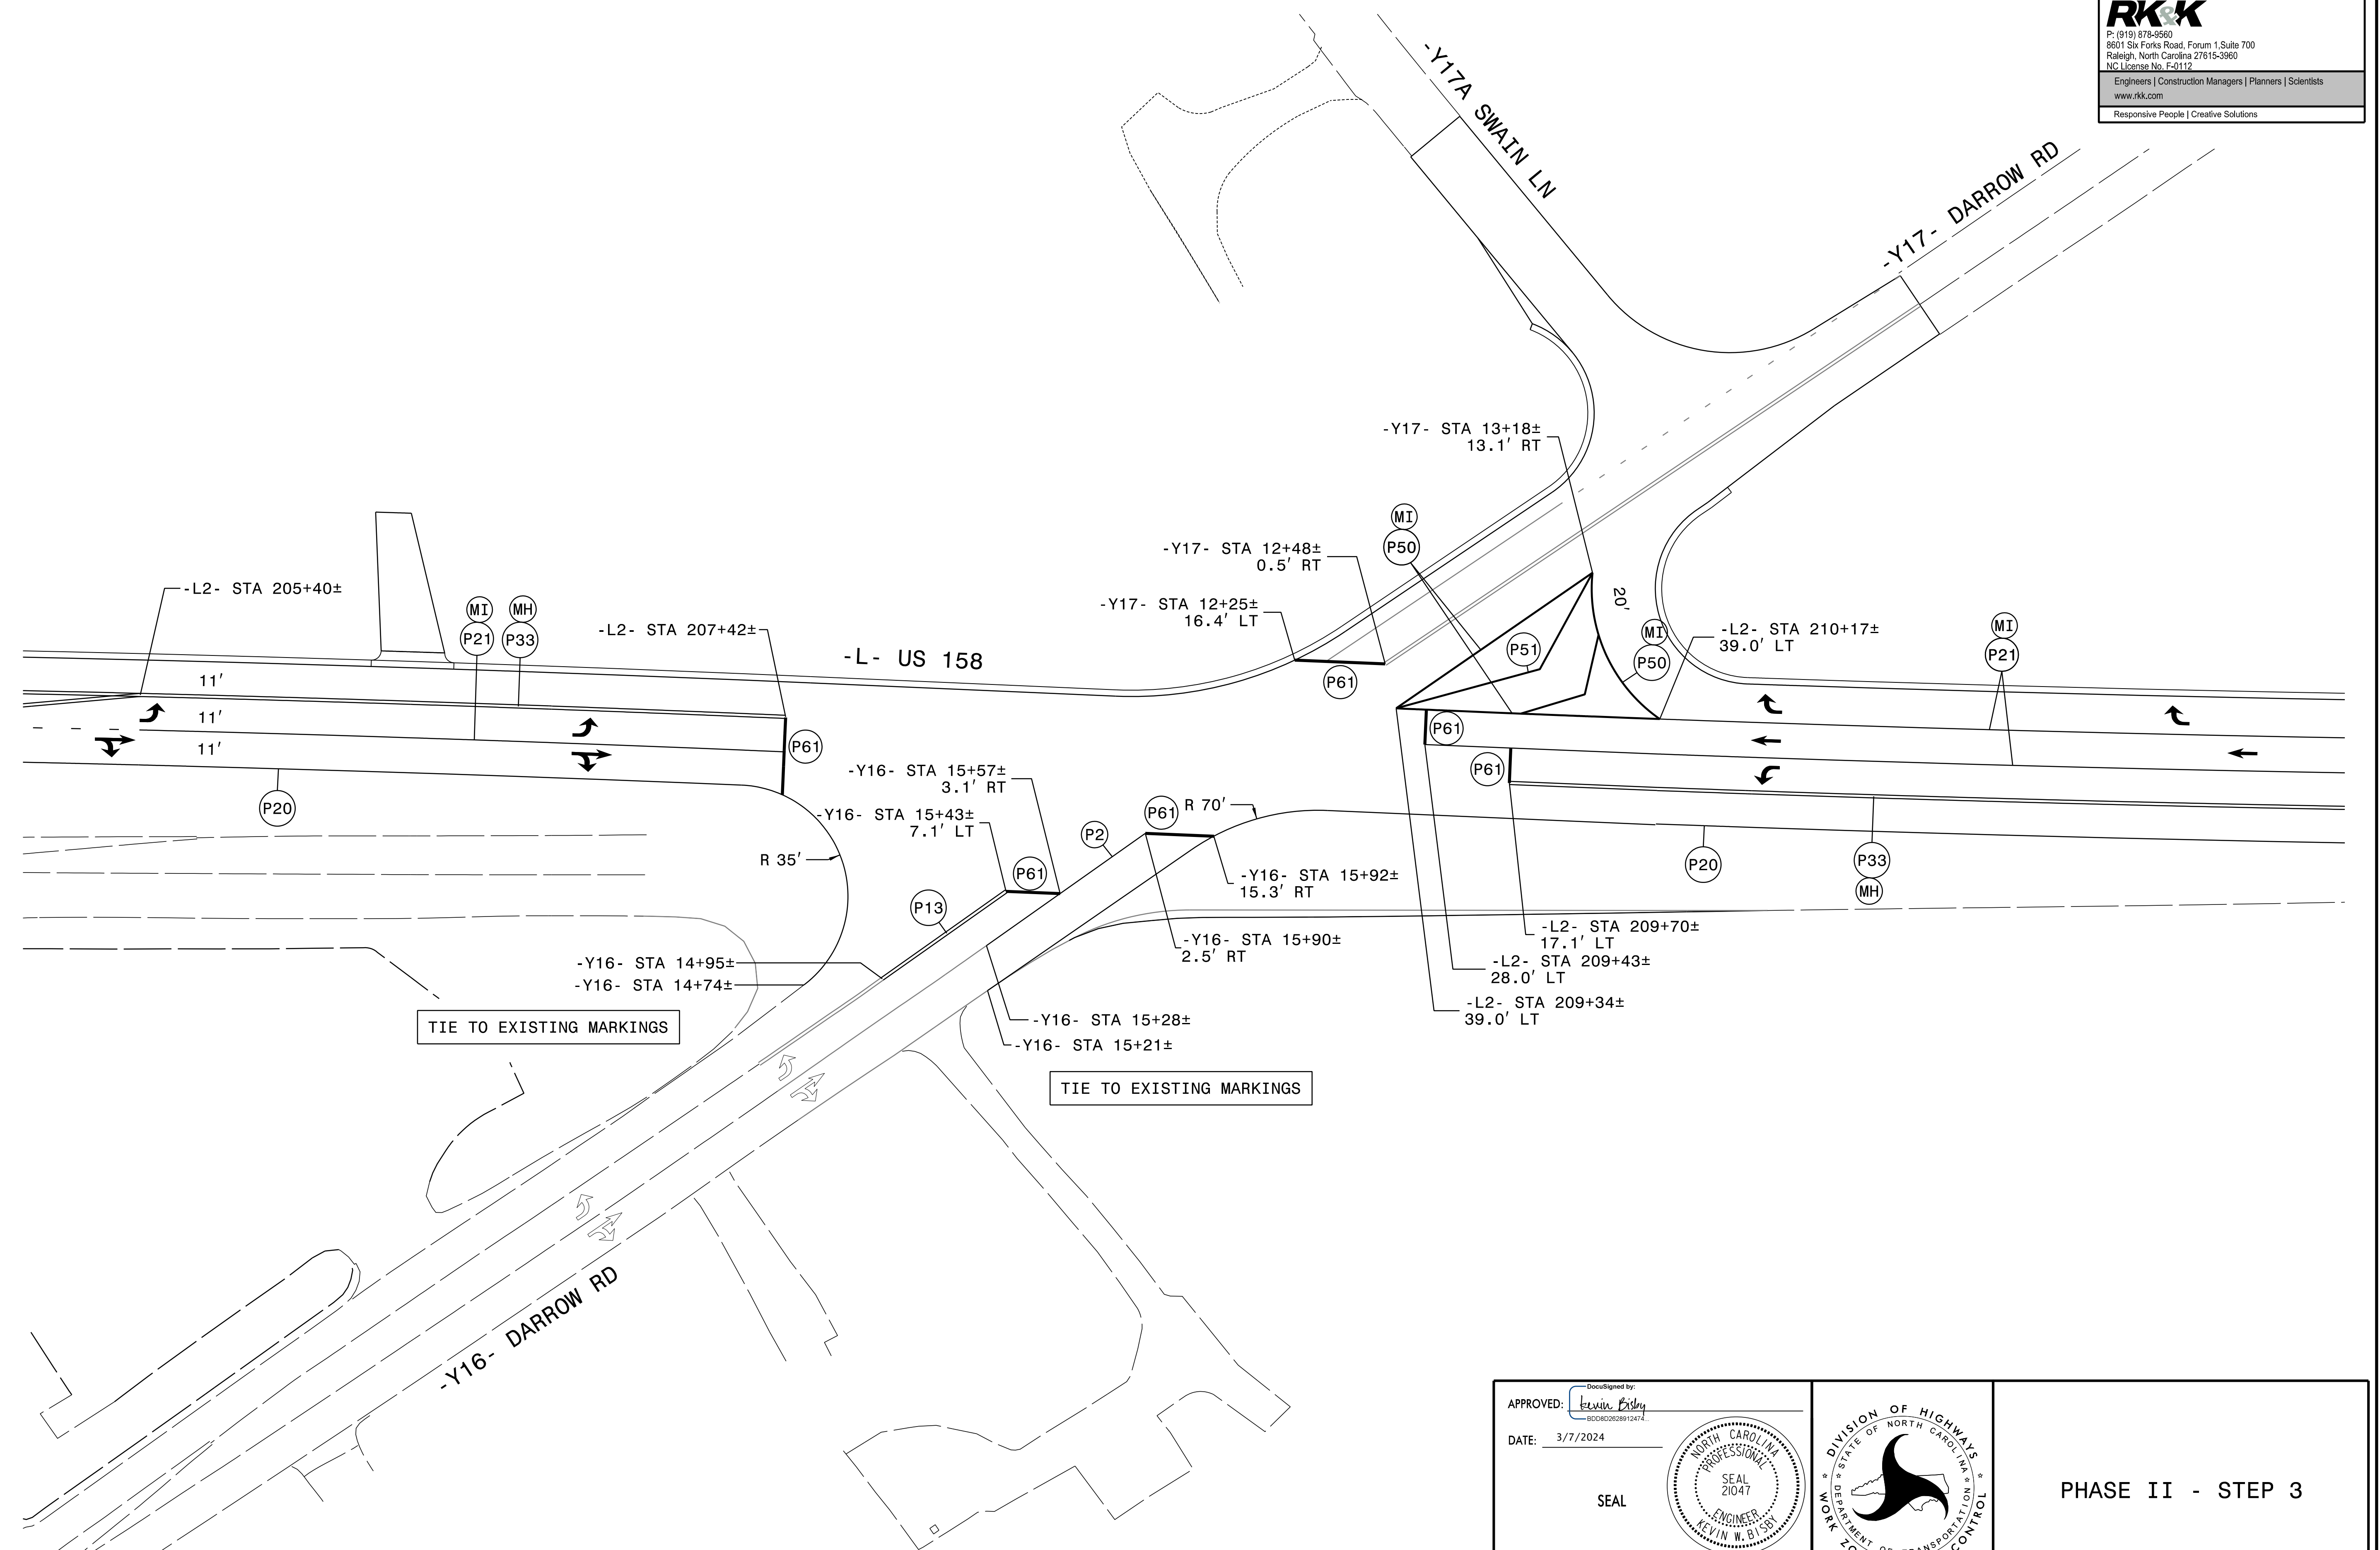 RK&K
P: (919) 878-9560
8601 Six Forks Road, Forum 1,Suite 700
Raleigh, North Carolina 27615-3960
NC License No. F-0112
Engineers | Construction Managers | Planners | Scientists
www.rkk.com
Responsive People | Creative Solutions
-Y17A SWAIN LN
-Y17- DARROW RD
-Y17- STA 13+18±
13.1' RT
MI
P50
-Y17- STA 12+48±
0.5' RT
-Y17- STA 12+25±
16.4' LT
20'
-L2- STA 205+40±
MI
P21
MH
P33
-L2- STA 207+42±
-L- US 158
P61
P51
MI
P50
-L2- STA 210+17±
39.0' LT
MI
P21
11'
11'
11'
P61
P61
P61
P20
-Y16- STA 15+57±
3.1' RT
-Y16- STA 15+43±
7.1' LT
P2
P61
R 70'
R 35'
P61
P13
P20
P33
MH
-Y16- STA 15+92±
15.3' RT
-Y16- STA 15+90±
2.5' RT
-L2- STA 209+70±
17.1' LT
-L2- STA 209+43±
28.0' LT
-L2- STA 209+34±
39.0' LT
-Y16- STA 14+95±
-Y16- STA 14+74±
TIE TO EXISTING MARKINGS
-Y16- STA 15+28±
-Y16- STA 15+21±
TIE TO EXISTING MARKINGS
-Y16- DARROW RD
DocuSigned by:
APPROVED: Kevin Bisby
BDD8D2628912474...
DATE: 3/7/2024
SEAL
NORTH CAROLINA
PROFESSIONAL
SEAL
21047
ENGINEER
KEVIN W. BISBY
DIVISION OF HIGHWAYS
STATE OF NORTH CAROLINA
DEPARTMENT OF TRANSPORTATION
WORK ZO
CONTROL
PHASE II - STEP 3